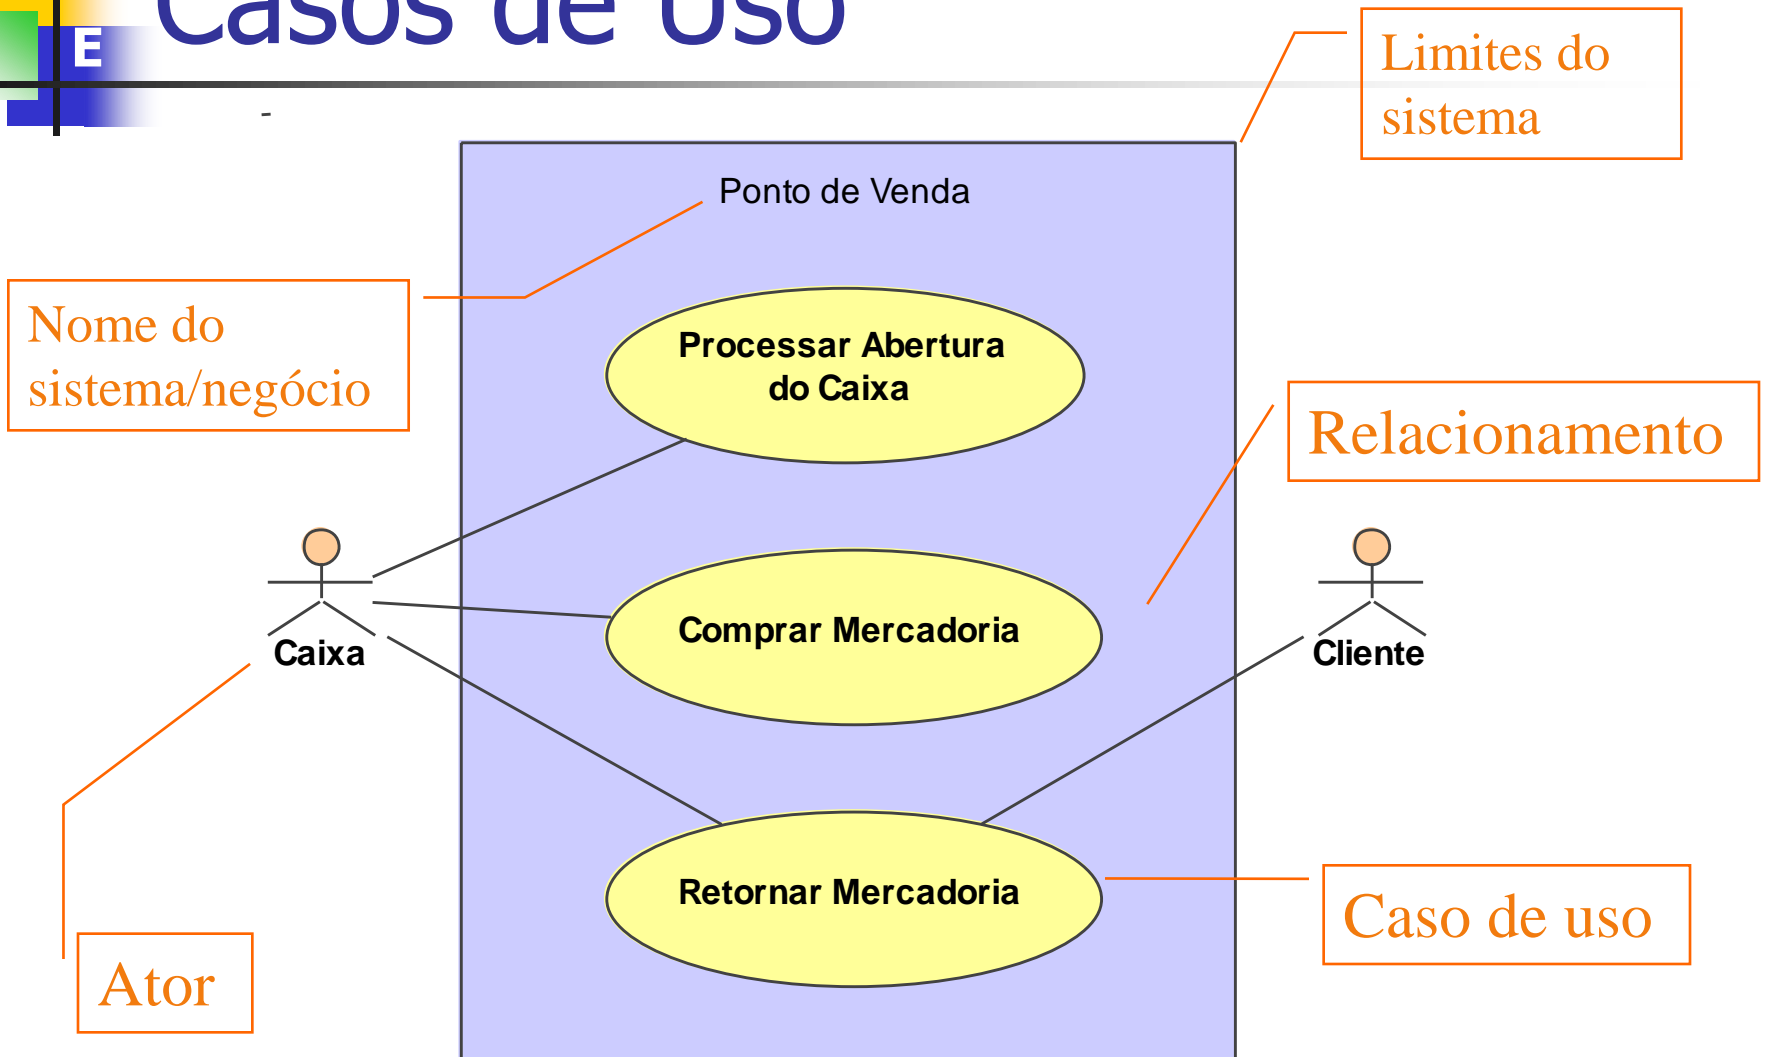 E
Casos de Uso
Limites do
sistema
Ponto de Venda
Nome do
sistema/negócio
Processar Abertura
do Caixa
Relacionamento
Comprar Mercadoria
Caixa
Cliente
Retornar Mercadoria
Caso de uso
Ator